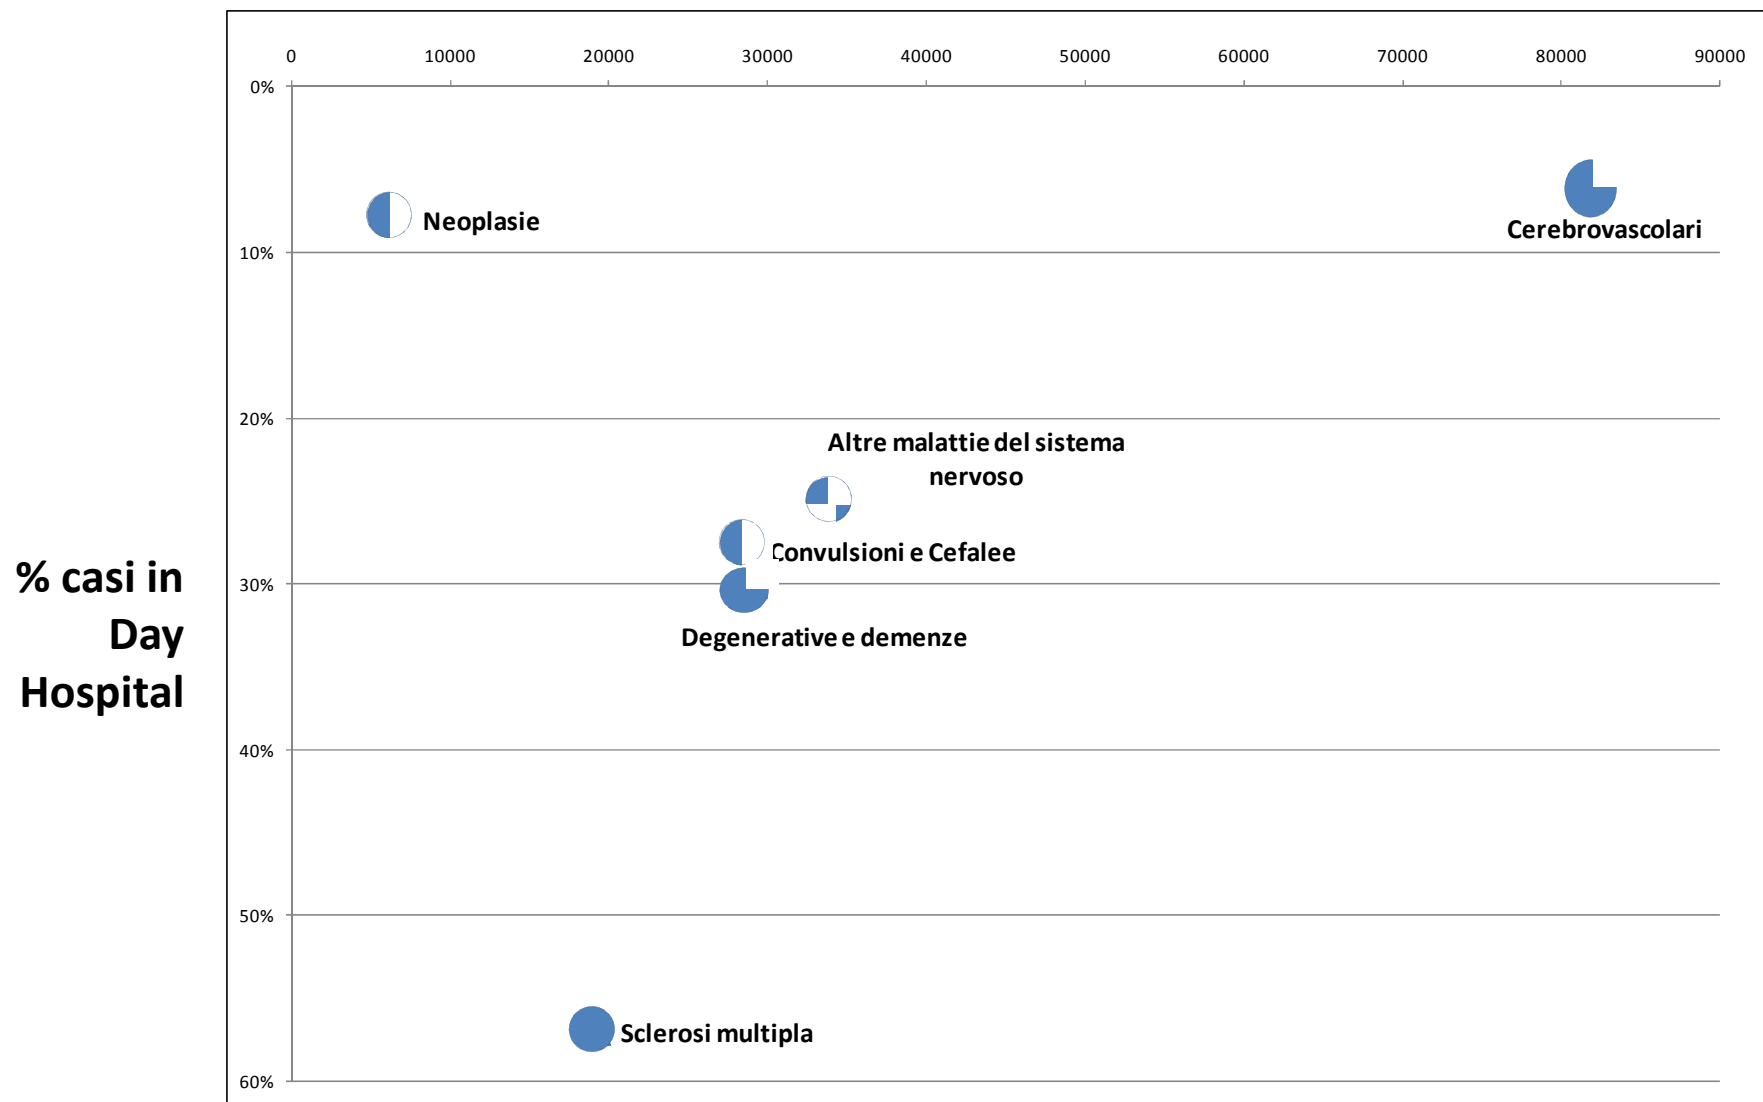 0 10000 20000 30000 40000 50000 60000 70000 80000 90000
0%
Neoplasie
Cerebrovascolari
10%
20%
Altre malattie del sistema
nervoso
Convulsioni e Cefalee
% casi in
Day
Hospital
30%
Degenerative e demenze
40%
50%
Sclerosi multipla
60%